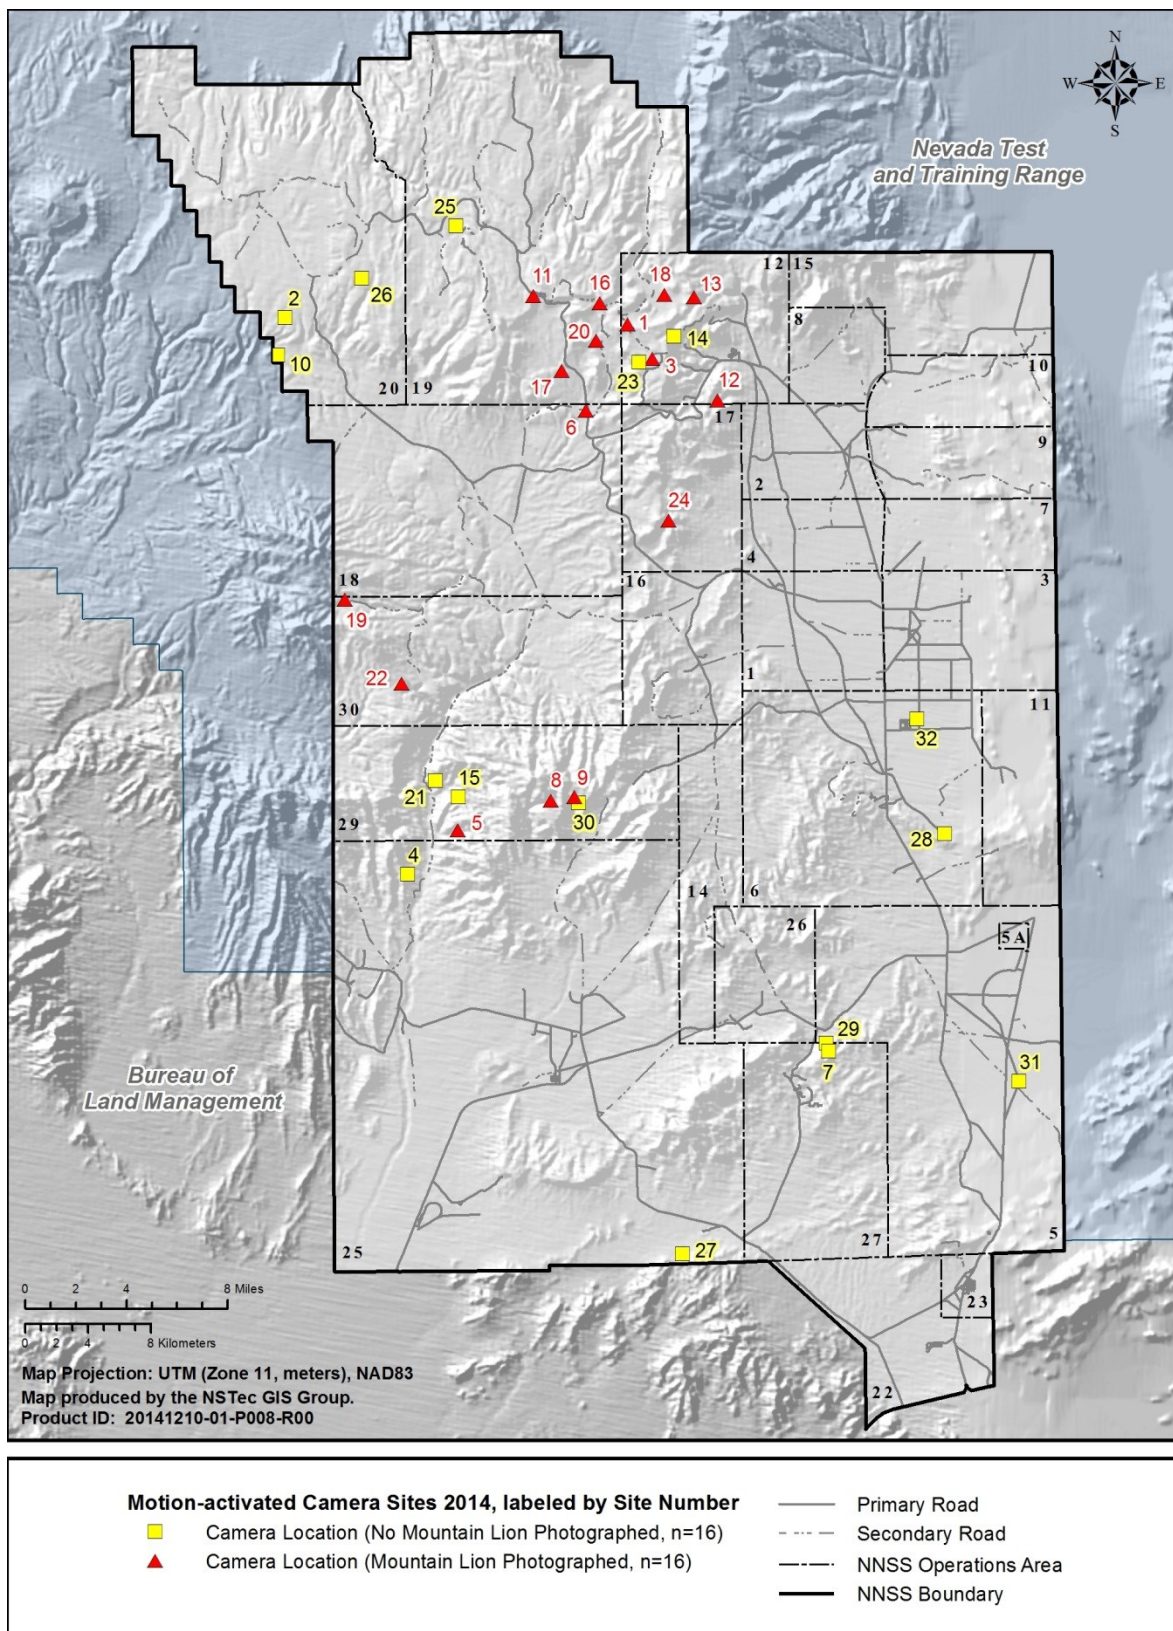 N
W E
S
Nevada Test
and Training Range
25
11
16
18
13
12
15
26
2
1
8
20
14
10
23
3
10
17
12
20
19
6
17
9
2
24
7
4
18
16
3
19
22
1
30
11
32
15
8
9
21
30
5
28
29
4
14
6
26
5A
29
7
31
Bureau of
Land Management
25
27
27
5
23
22
0 2 4 8 Miles
0 2 4 8 Kilometers
Map Projection: UTM (Zone 11, meters), NAD83
Map produced by the NSTec GIS Group.
Product ID: 20141210-01-P008-R00
Motion-activated Camera Sites 2014, labeled by Site Number
Camera Location (No Mountain Lion Photographed, n=16)
Camera Location (Mountain Lion Photographed, n=16)
Primary Road
Secondary Road
NNSS Operations Area
NNSS Boundary